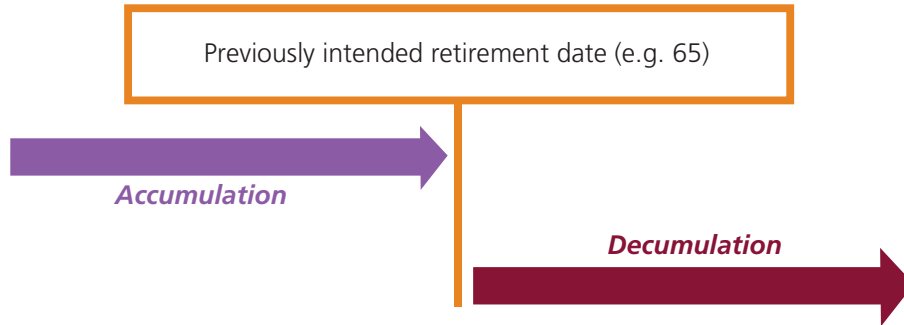 Previously intended retirement date (e.g. 65)
Accumulation
Decumulation